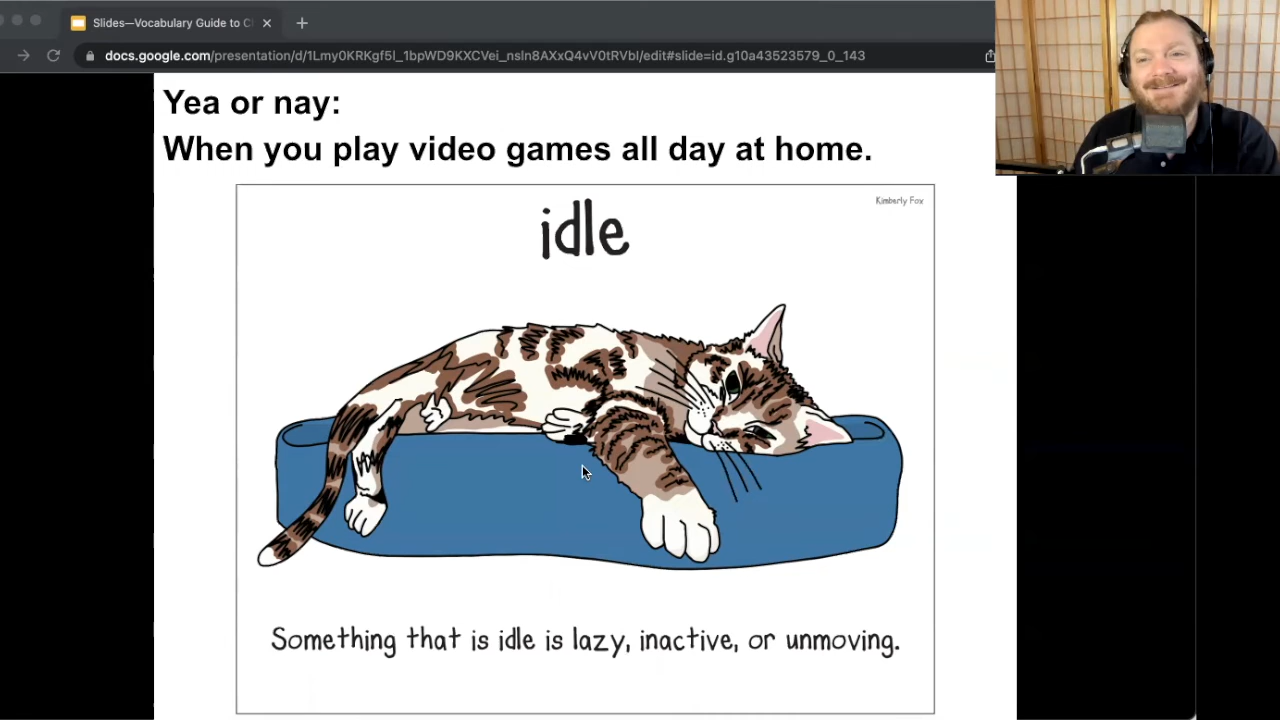 Slides—Vocabulary Guide to C
docs.google.com/presentation/d/1Lmy0KRKgf5I_1bpWD9KXCVei_nsIn8AXxQ4vV0tRVbI/edit#slide=id.g10a43523579_0_143
Yea or nay:
When you play video games all day at home.
Kimberly Fox
idle
Something that is idle is lazy, inactive, or unmoving.